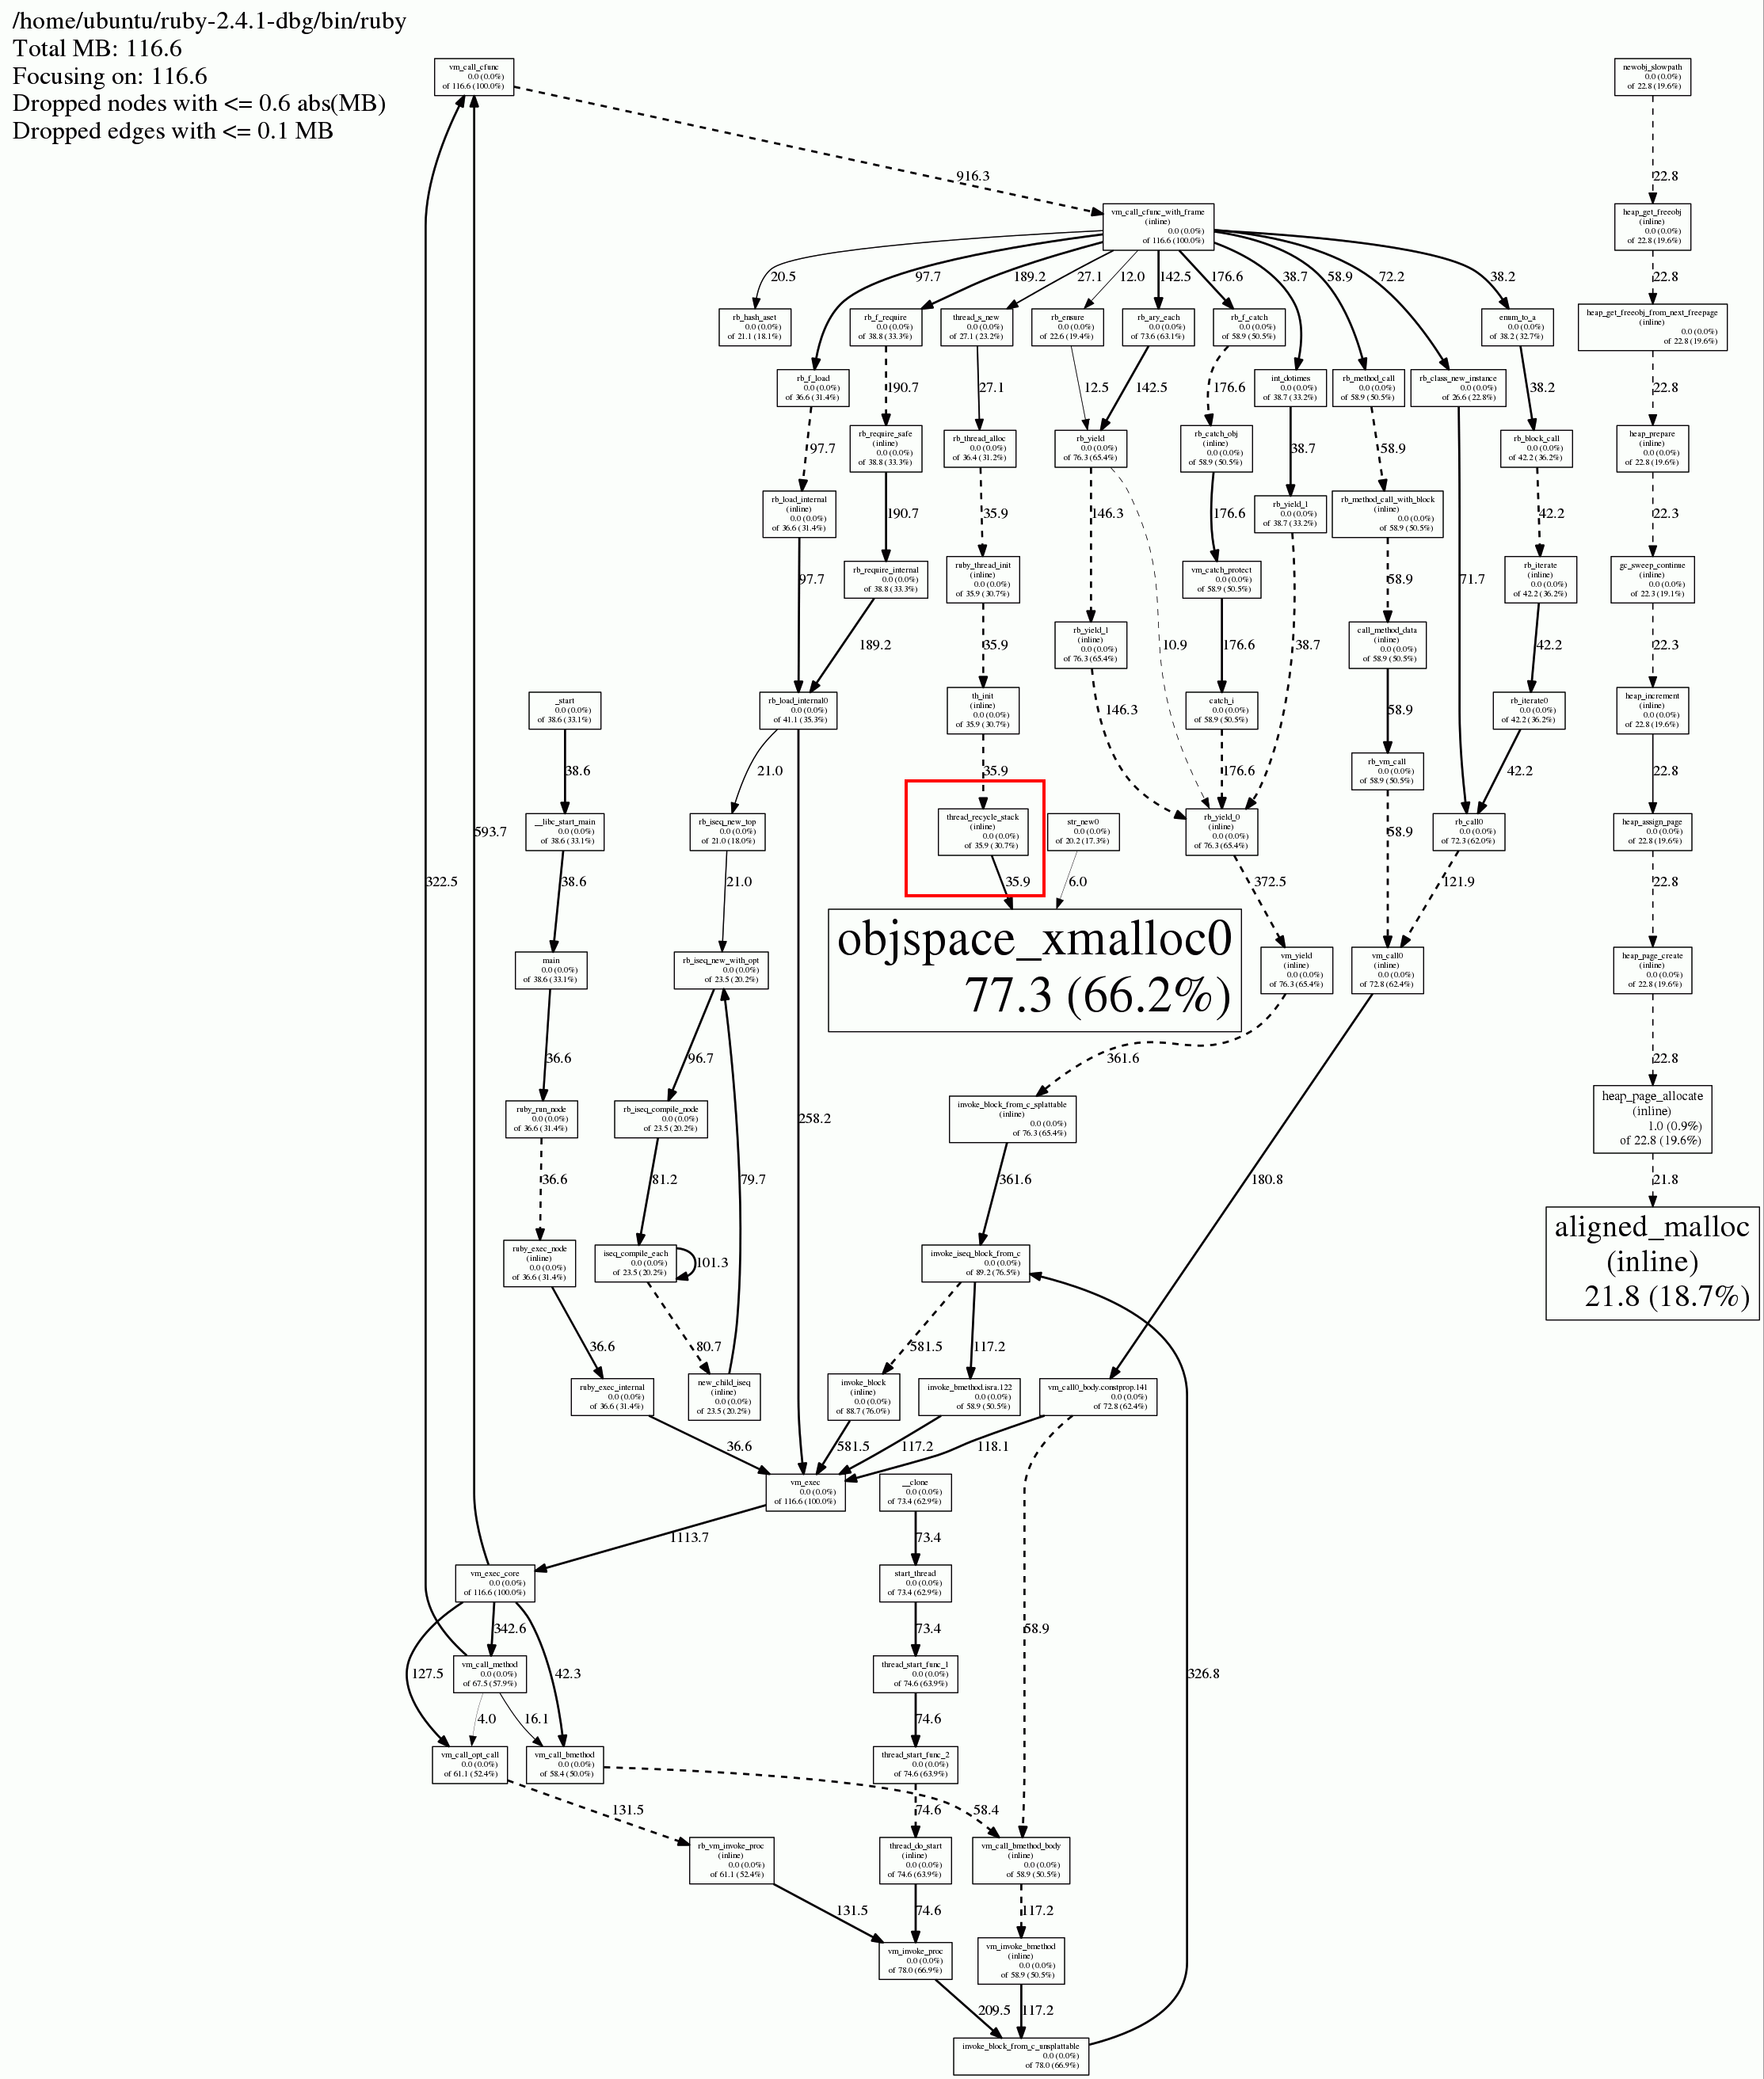 /home/ubuntu/ruby-2.4.1-dbg/bin/ruby
Total MB: 116.6
Focusing on: 116.6
Dropped nodes with <= 0.6 abs(MB)
Dropped edges with <= 0.1 MB
vm_call_cfunc
0.0 (0.0%)
of 116.6 (100.0%)
newobj_slowpath
0.0 (0.0%)
of 22.8 (19.6%)
916.3
22.8
vm_call_cfunc_with_frame
(inline)
0.0 (0.0%)
of 116.6 (100.0%)
heap_get_freeobj
(inline)
0.0 (0.0%)
of 22.8 (19.6%)
20.5
97.7
189.2
27.1
12.0
142.5
176.6
38.7
58.9
72.2
38.2
22.8
rb_hash_aset
0.0 (0.0%)
of 21.1 (18.1%)
rb_f_require
0.0 (0.0%)
of 38.8 (33.3%)
thread_s_new
0.0 (0.0%)
of 27.1 (23.2%)
rb_ensure
0.0 (0.0%)
of 22.6 (19.4%)
rb_ary_each
0.0 (0.0%)
of 73.6 (63.1%)
rb_f_catch
0.0 (0.0%)
of 58.9 (50.5%)
enum_to_a
0.0 (0.0%)
of 38.2 (32.7%)
heap_get_freeobj_from_next_freepage
(inline)
0.0 (0.0%)
of 22.8 (19.6%)
rb_f_load
0.0 (0.0%)
of 36.6 (31.4%)
190.7
27.1
12.5
142.5
176.6
int_dotimes
0.0 (0.0%)
of 38.7 (33.2%)
rb_method_call
0.0 (0.0%)
of 58.9 (50.5%)
rb_class_new_instance
0.0 (0.0%)
of 26.6 (22.8%)
38.2
22.8
97.7
rb_require_safe
(inline)
0.0 (0.0%)
of 38.8 (33.3%)
rb_thread_alloc
0.0 (0.0%)
of 36.4 (31.2%)
rb_yield
0.0 (0.0%)
of 76.3 (65.4%)
rb_catch_obj
(inline)
0.0 (0.0%)
of 58.9 (50.5%)
38.7
58.9
rb_block_call
0.0 (0.0%)
of 42.2 (36.2%)
heap_prepare
(inline)
0.0 (0.0%)
of 22.8 (19.6%)
rb_load_internal
(inline)
0.0 (0.0%)
of 36.6 (31.4%)
190.7
35.9
146.3
176.6
rb_yield_1
0.0 (0.0%)
of 38.7 (33.2%)
rb_method_call_with_block
(inline)
0.0 (0.0%)
of 58.9 (50.5%)
42.2
22.3
97.7
rb_require_internal
0.0 (0.0%)
of 38.8 (33.3%)
ruby_thread_init
(inline)
0.0 (0.0%)
of 35.9 (30.7%)
vm_catch_protect
0.0 (0.0%)
of 58.9 (50.5%)
58.9
71.7
rb_iterate
(inline)
0.0 (0.0%)
of 42.2 (36.2%)
gc_sweep_continue
(inline)
0.0 (0.0%)
of 22.3 (19.1%)
189.2
35.9
rb_yield_1
(inline)
0.0 (0.0%)
of 76.3 (65.4%)
10.9
176.6
38.7
call_method_data
(inline)
0.0 (0.0%)
of 58.9 (50.5%)
42.2
22.3
_start
0.0 (0.0%)
of 38.6 (33.1%)
rb_load_internal0
0.0 (0.0%)
of 41.1 (35.3%)
th_init
(inline)
0.0 (0.0%)
of 35.9 (30.7%)
146.3
catch_i
0.0 (0.0%)
of 58.9 (50.5%)
58.9
rb_iterate0
0.0 (0.0%)
of 42.2 (36.2%)
heap_increment
(inline)
0.0 (0.0%)
of 22.8 (19.6%)
38.6
21.0
35.9
176.6
rb_vm_call
0.0 (0.0%)
of 58.9 (50.5%)
42.2
22.8
593.7
__libc_start_main
0.0 (0.0%)
of 38.6 (33.1%)
rb_iseq_new_top
0.0 (0.0%)
of 21.0 (18.0%)
thread_recycle_stack
(inline)
0.0 (0.0%)
of 35.9 (30.7%)
str_new0
0.0 (0.0%)
of 20.2 (17.3%)
rb_yield_0
(inline)
0.0 (0.0%)
of 76.3 (65.4%)
58.9
rb_call0
0.0 (0.0%)
of 72.3 (62.0%)
heap_assign_page
0.0 (0.0%)
of 22.8 (19.6%)
322.5
38.6
21.0
35.9
6.0
372.5
121.9
22.8
main
0.0 (0.0%)
of 38.6 (33.1%)
rb_iseq_new_with_opt
0.0 (0.0%)
of 23.5 (20.2%)
objspace_xmalloc0
77.3 (66.2%)
vm_yield
(inline)
0.0 (0.0%)
of 76.3 (65.4%)
vm_call0
(inline)
0.0 (0.0%)
of 72.8 (62.4%)
heap_page_create
(inline)
0.0 (0.0%)
of 22.8 (19.6%)
36.6
96.7
361.6
22.8
ruby_run_node
0.0 (0.0%)
of 36.6 (31.4%)
rb_iseq_compile_node
0.0 (0.0%)
of 23.5 (20.2%)
258.2
invoke_block_from_c_splattable
(inline)
0.0 (0.0%)
of 76.3 (65.4%)
heap_page_allocate
(inline)
1.0 (0.9%)
of 22.8 (19.6%)
36.6
81.2
79.7
361.6
180.8
21.8
ruby_exec_node
(inline)
0.0 (0.0%)
of 36.6 (31.4%)
iseq_compile_each
0.0 (0.0%)
of 23.5 (20.2%)
101.3
invoke_iseq_block_from_c
0.0 (0.0%)
of 89.2 (76.5%)
aligned_malloc
(inline)
21.8 (18.7%)
36.6
80.7
581.5
117.2
ruby_exec_internal
0.0 (0.0%)
of 36.6 (31.4%)
new_child_iseq
(inline)
0.0 (0.0%)
of 23.5 (20.2%)
invoke_block
(inline)
0.0 (0.0%)
of 88.7 (76.0%)
invoke_bmethod.isra.122
0.0 (0.0%)
of 58.9 (50.5%)
vm_call0_body.constprop.141
0.0 (0.0%)
of 72.8 (62.4%)
36.6
581.5
117.2
118.1
vm_exec
0.0 (0.0%)
of 116.6 (100.0%)
__clone
0.0 (0.0%)
of 73.4 (62.9%)
1113.7
73.4
vm_exec_core
0.0 (0.0%)
of 116.6 (100.0%)
start_thread
0.0 (0.0%)
of 73.4 (62.9%)
342.6
73.4
58.9
127.5
vm_call_method
0.0 (0.0%)
of 67.5 (57.9%)
42.3
thread_start_func_1
0.0 (0.0%)
of 74.6 (63.9%)
326.8
4.0
16.1
74.6
vm_call_opt_call
0.0 (0.0%)
of 61.1 (52.4%)
vm_call_bmethod
0.0 (0.0%)
of 58.4 (50.0%)
thread_start_func_2
0.0 (0.0%)
of 74.6 (63.9%)
131.5
74.6
58.4
rb_vm_invoke_proc
(inline)
0.0 (0.0%)
of 61.1 (52.4%)
thread_do_start
(inline)
0.0 (0.0%)
of 74.6 (63.9%)
vm_call_bmethod_body
(inline)
0.0 (0.0%)
of 58.9 (50.5%)
131.5
74.6
117.2
vm_invoke_proc
0.0 (0.0%)
of 78.0 (66.9%)
vm_invoke_bmethod
(inline)
0.0 (0.0%)
of 58.9 (50.5%)
209.5
117.2
invoke_block_from_c_unsplattable
0.0 (0.0%)
of 78.0 (66.9%)